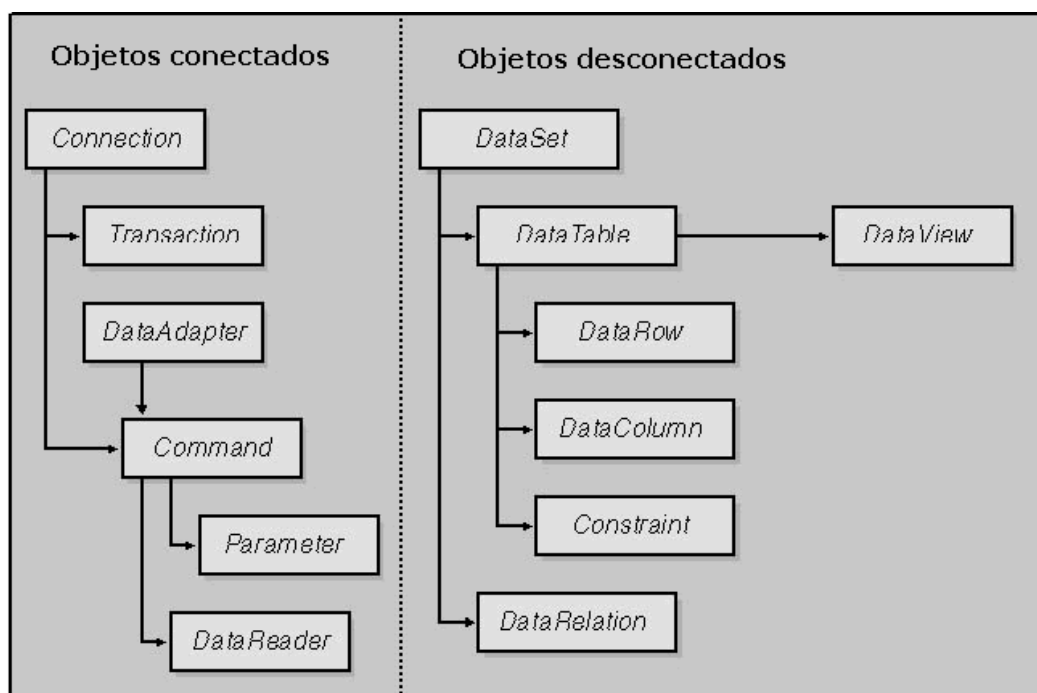 Objetos conectados
Connection
Transaction
DataAdapter
Command
Parameter
DataReader
Objetos desconectados
DataSet
DataTable
DataView
DataRow
DataColumn
Constraint
DataRelation